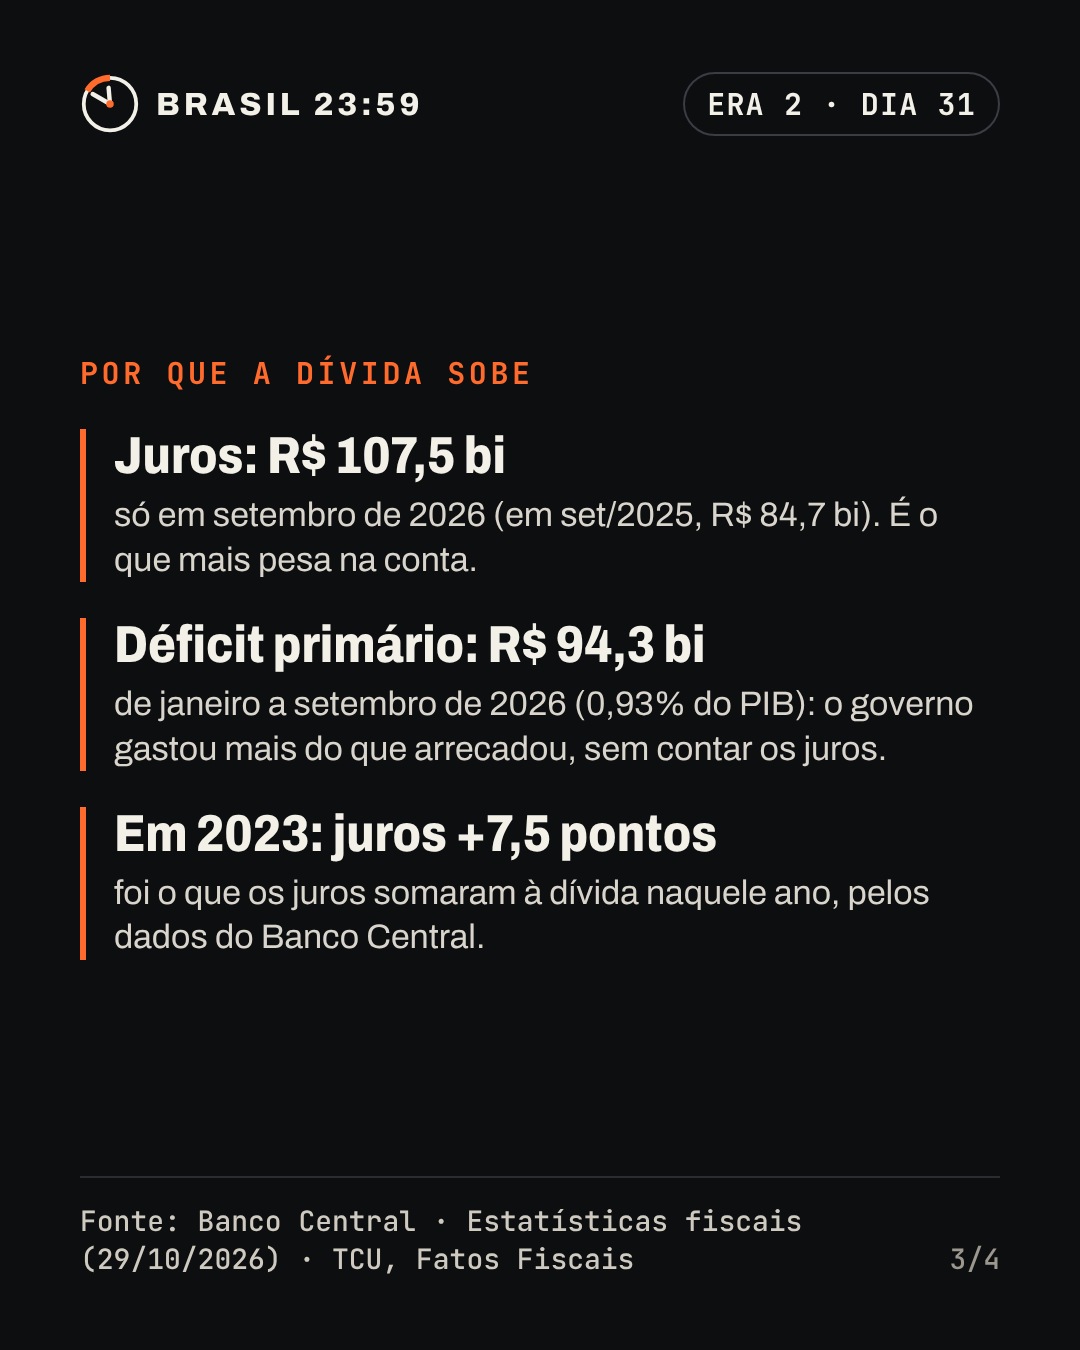 BRASIL 23:59
ERA 2 · DIA 31
POR QUE A DÍVIDA SOBE
Juros: R$ 107,5 bi
só em setembro de 2026 (em set/2025, R$ 84,7 bi). É o
que mais pesa na conta.
Déficit primário: R$ 94,3 bi
de janeiro a setembro de 2026 (0,93% do PIB): o governo
gastou mais do que arrecadou, sem contar os juros.
Em 2023: juros +7,5 pontos
foi o que os juros somaram à dívida naquele ano, pelos
dados do Banco Central.
Fonte: Banco Central · Estatísticas fiscais
(29/10/2026) · TCU, Fatos Fiscais
3/4